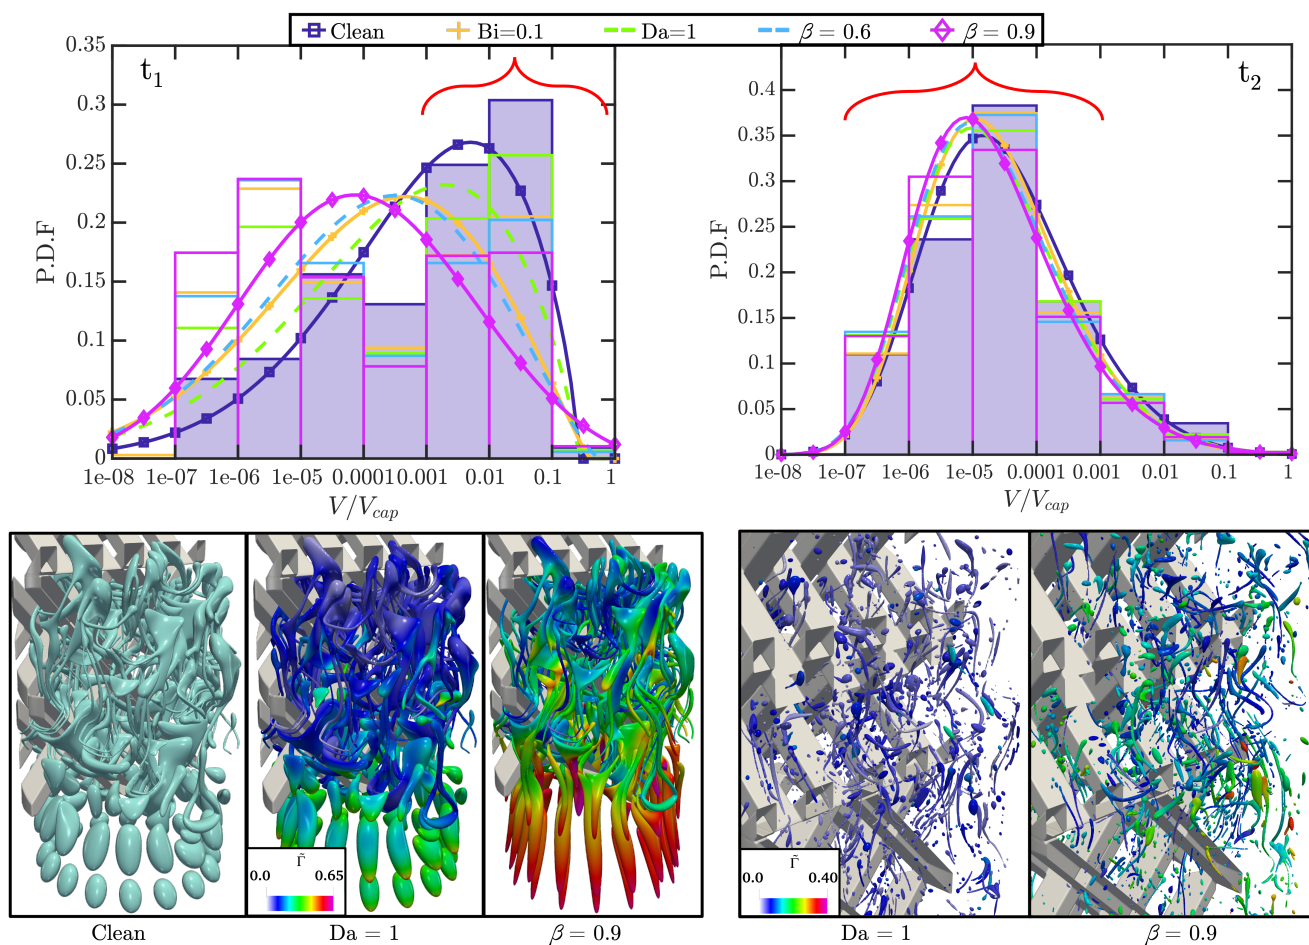 Clean Bi=0.1 Da=1 β = 0.6 β = 0.9
t₁
0.35
0.3
0.25
0.2
0.15
0.1
0.05
0
P.D.F
1e-08 1e-07 1e-06 1e-05 0.0001 0.001 0.01 0.1 1
V/V_cap
t₂
0.4
0.35
0.3
0.25
0.2
0.15
0.1
0.05
0
P.D.F
1e-08 1e-07 1e-06 1e-05 0.0001 0.001 0.01 0.1 1
V/V_cap
Γ̃
0.0 0.65
Clean Da = 1 β = 0.9
Γ̃
0.0 0.40
Da = 1 β = 0.9